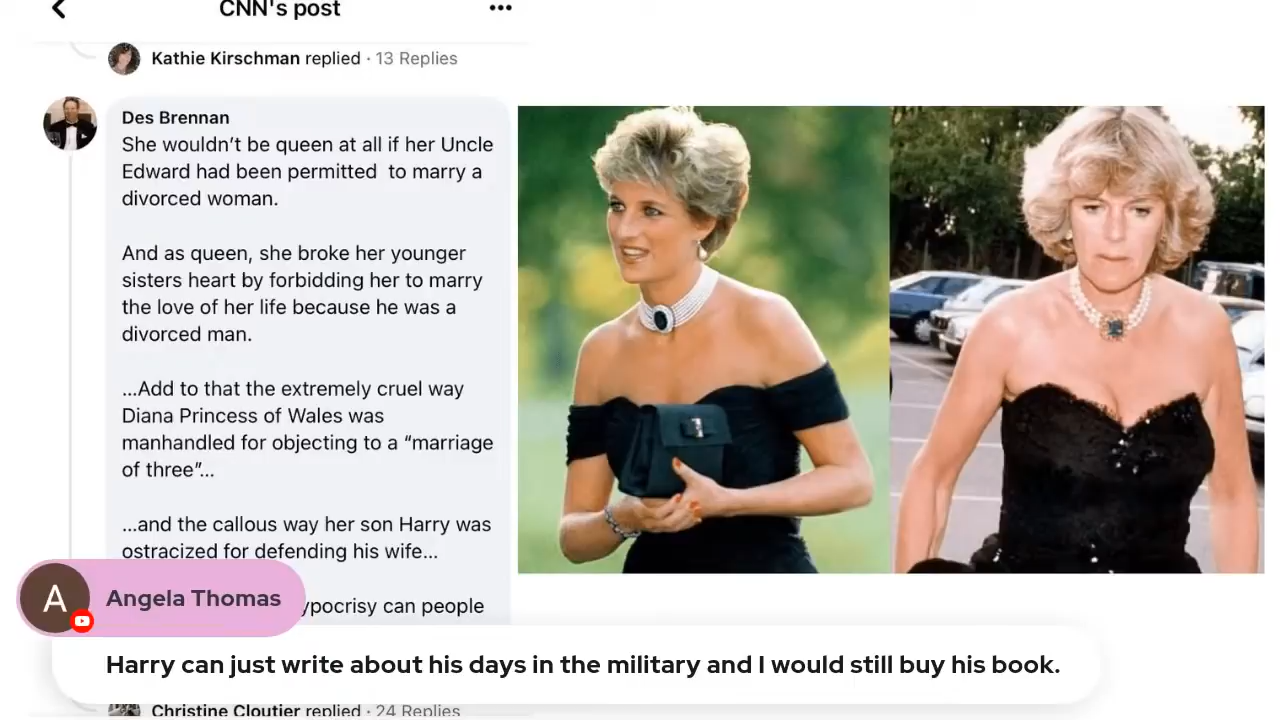 CNN's post
Kathie Kirschman replied · 13 Replies
Des Brennan
She wouldn't be queen at all if her Uncle
Edward had been permitted to marry a
divorced woman.
And as queen, she broke her younger
sisters heart by forbidding her to marry
the love of her life because he was a
divorced man.
...Add to that the extremely cruel way
Diana Princess of Wales was
manhandled for objecting to a “marriage
of three”...
...and the callous way her son Harry was
ostracized for defending his wife...
can people
A
Angela Thomas
Harry can just write about his days in the military and I would still buy his book.
Christine Cloutier replied · 24 Replies